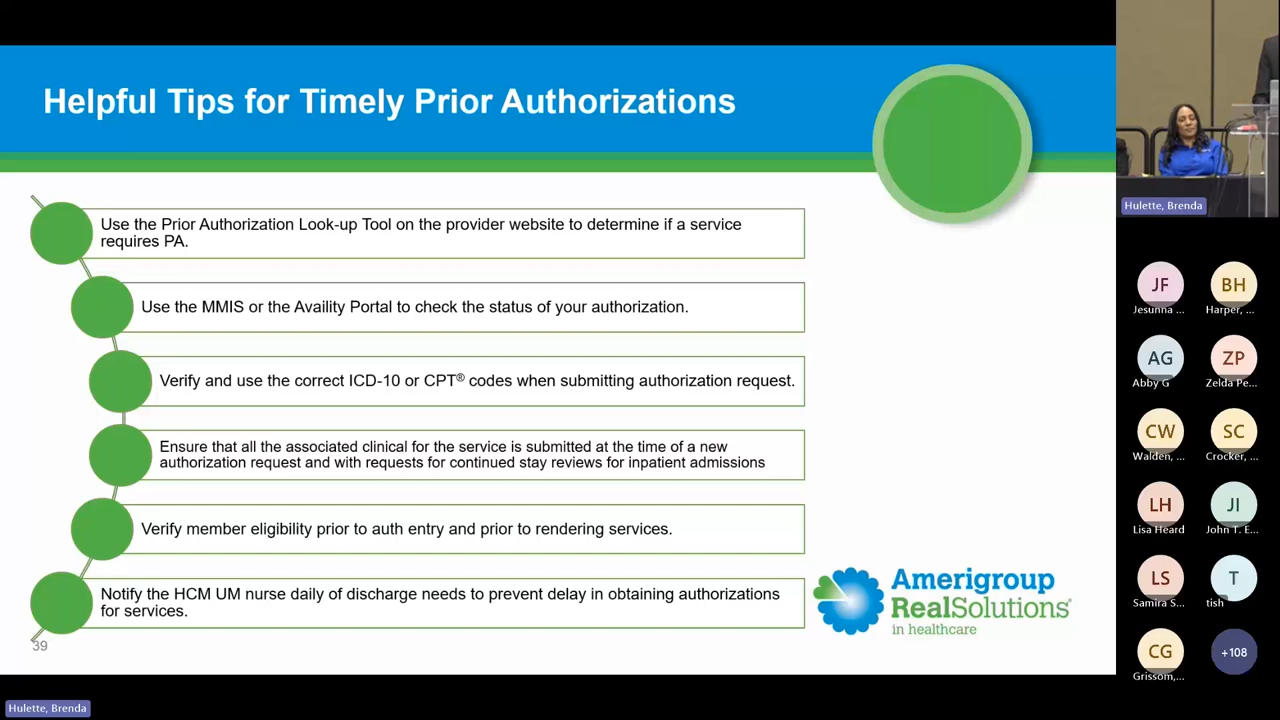 Helpful Tips for Timely Prior Authorizations
Use the Prior Authorization Look-up Tool on the provider website to determine if a service
requires PA.
Use the MMIS or the Availity Portal to check the status of your authorization.
Verify and use the correct ICD-10 or CPT® codes when submitting authorization request.
Ensure that all the associated clinical for the service is submitted at the time of a new
authorization request and with requests for continued stay reviews for inpatient admissions
Verify member eligibility prior to auth entry and prior to rendering services.
Notify the HCM UM nurse daily of discharge needs to prevent delay in obtaining authorizations
for services.
39
Amerigroup
RealSolutions®
in healthcare
Hulette, Brenda
JF
BH
Jesunna ...
Harper, ...
AG
ZP
Abby G
Zelda Pe...
CW
SC
Walden, ...
Crocker, ...
LH
JI
Lisa Heard
John T. E...
LS
T
Samira S...
tish
CG
+108
Grissom,...
Hulette, Brenda